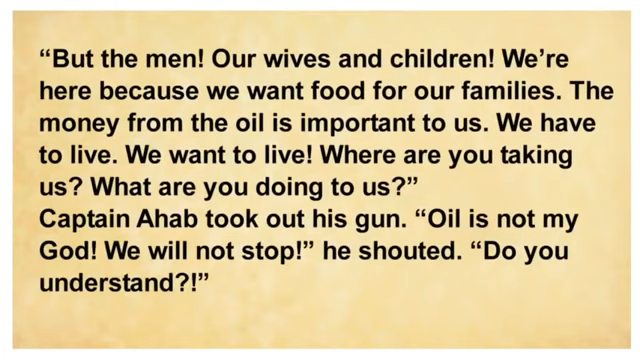 “But the men! Our wives and children! We’re
here because we want food for our families. The
money from the oil is important to us. We have
to live. We want to live! Where are you taking
us? What are you doing to us?”
Captain Ahab took out his gun. “Oil is not my
God! We will not stop!” he shouted. “Do you
understand?!”